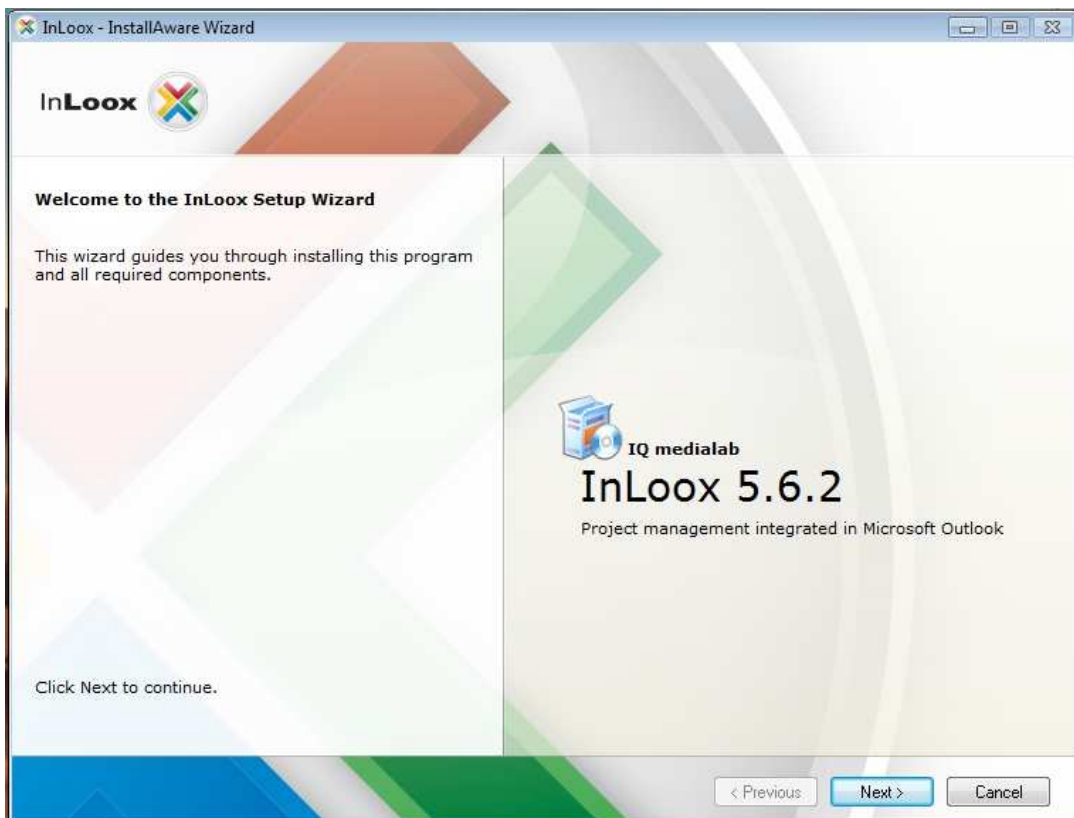 InLoox - InstallAware Wizard
InLoox
Welcome to the InLoox Setup Wizard
This wizard guides you through installing this program
and all required components.
IQ medialab
InLoox 5.6.2
Project management integrated in Microsoft Outlook
Click Next to continue.
< Previous
Next >
Cancel